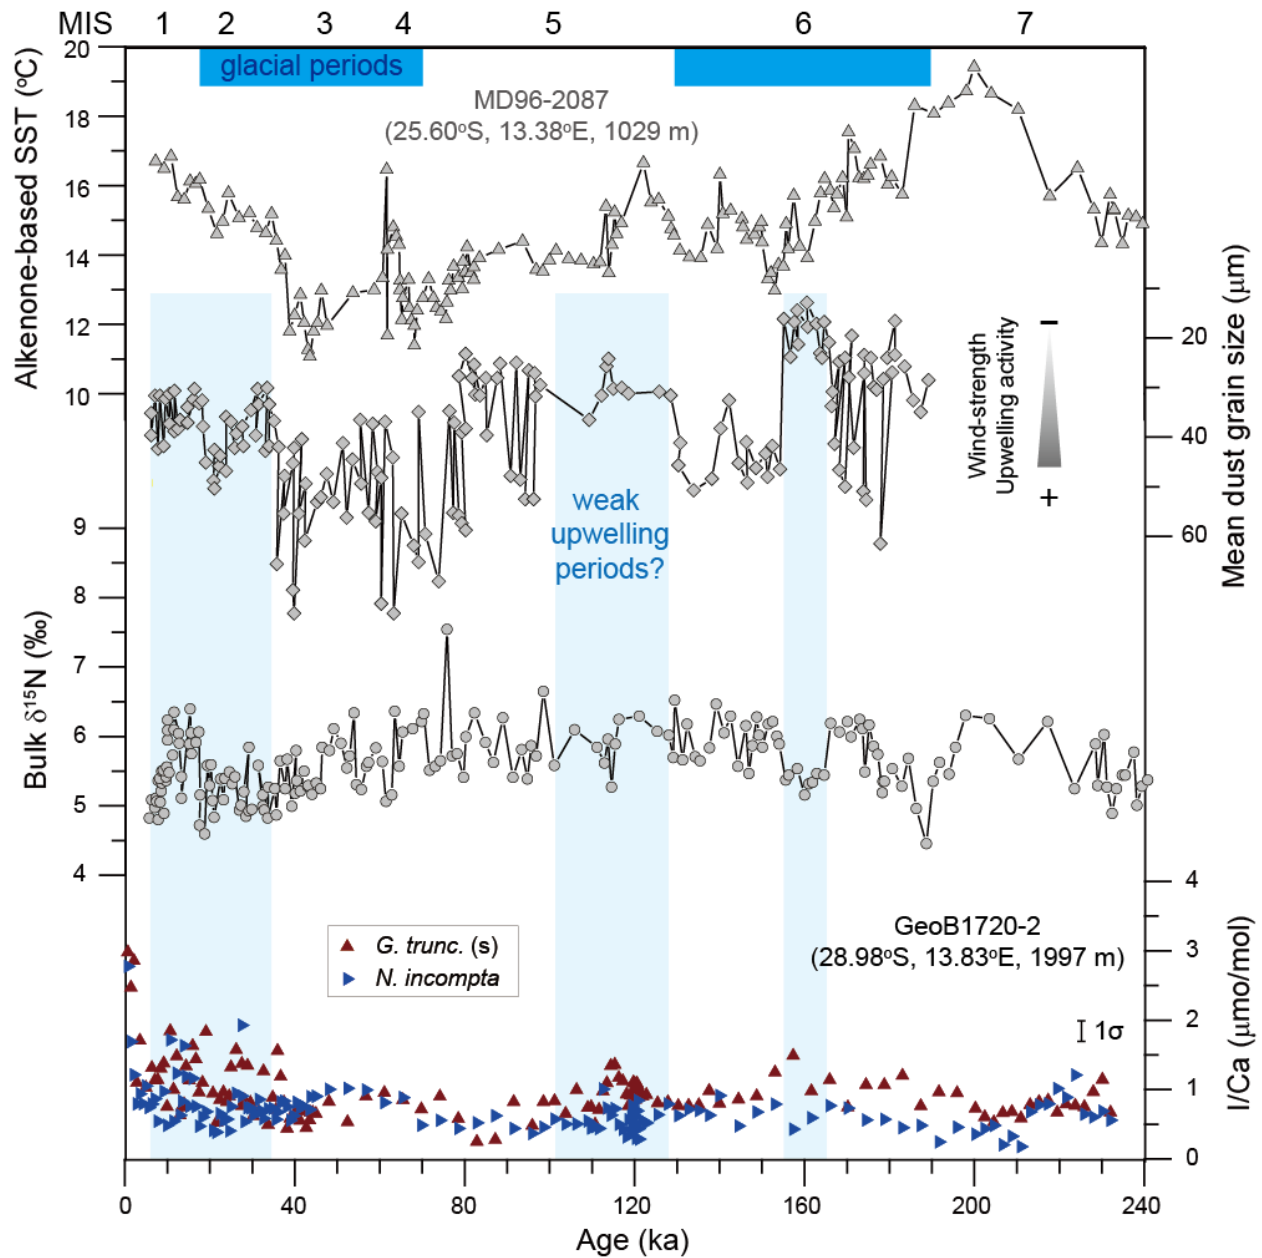 MIS 1 2 3 4 5 6 7
glacial periods
MD96-2087
(25.60°S, 13.38°E, 1029 m)
Alkenone-based SST (°C)
20
18
16
14
12
10
Mean dust grain size (μm)
20
40
60
Wind-strength
Upwelling activity
−
+
weak
upwelling
periods?
Bulk δ¹⁵N (‰)
9
8
7
6
5
4
GeoB1720-2
(28.98°S, 13.83°E, 1997 m)
G. trunc. (s)
N. incompta
1σ
I/Ca (μmo/mol)
4
3
2
1
0
0 40 80 120 160 200 240
Age (ka)